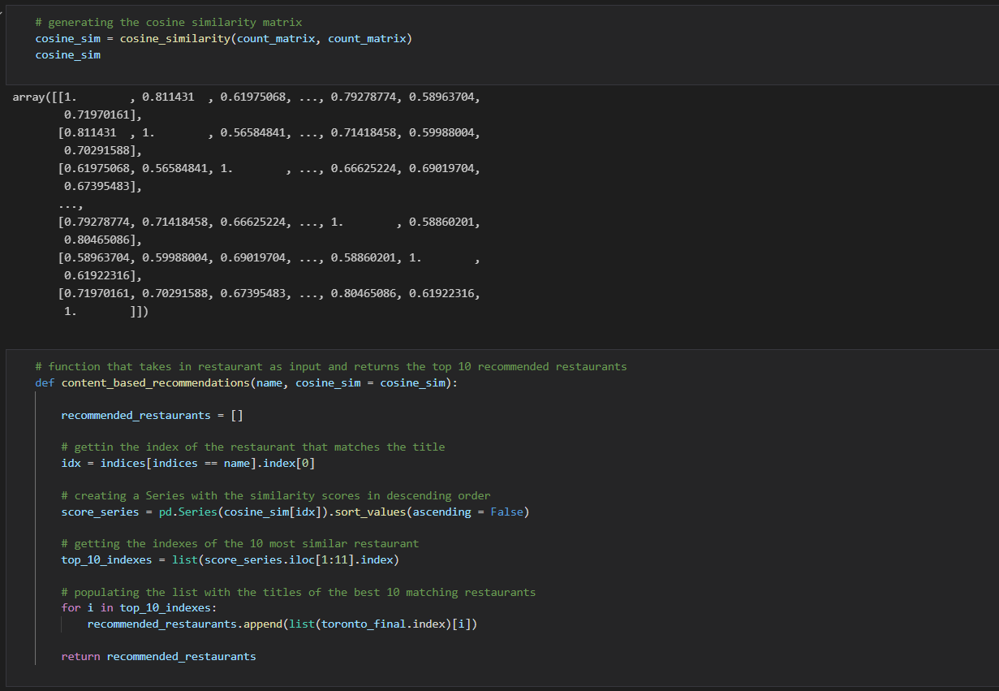 # generating the cosine similarity matrix
cosine_sim = cosine_similarity(count_matrix, count_matrix)
cosine_sim
array([[1.        , 0.811431  , 0.61975068, ..., 0.79278774, 0.58963704,
        0.71970161],
       [0.811431  , 1.        , 0.56584841, ..., 0.71418458, 0.59988004,
        0.70291588],
       [0.61975068, 0.56584841, 1.        , ..., 0.66625224, 0.69019704,
        0.67395483],
       ...,
       [0.79278774, 0.71418458, 0.66625224, ..., 1.        , 0.58860201,
        0.80465086],
       [0.58963704, 0.59988004, 0.69019704, ..., 0.58860201, 1.        ,
        0.61922316],
       [0.71970161, 0.70291588, 0.67395483, ..., 0.80465086, 0.61922316,
        1.        ]])
# function that takes in restaurant as input and returns the top 10 recommended restaurants
def content_based_recommendations(name, cosine_sim = cosine_sim):
    recommended_restaurants = []
    # gettin the index of the restaurant that matches the title
    idx = indices[indices == name].index[0]
    # creating a Series with the similarity scores in descending order
    score_series = pd.Series(cosine_sim[idx]).sort_values(ascending = False)
    # getting the indexes of the 10 most similar restaurant
    top_10_indexes = list(score_series.iloc[1:11].index)
    # populating the list with the titles of the best 10 matching restaurants
    for i in top_10_indexes:
        recommended_restaurants.append(list(toronto_final.index)[i])
    return recommended_restaurants